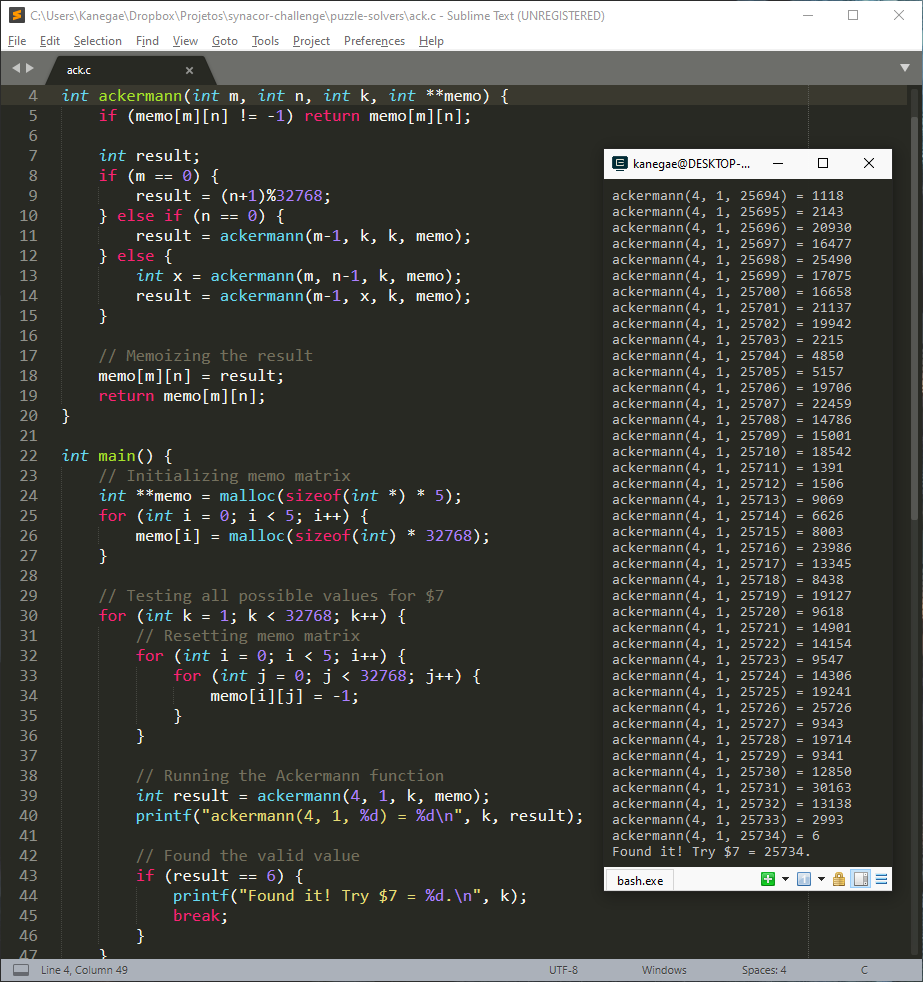 C:\Users\Kanegae\Dropbox\Projetos\synacor-challenge\puzzle-solvers\ack.c - Sublime Text (UNREGISTERED)
File Edit Selection Find View Goto Tools Project Preferences Help
ack.c
4 int ackermann(int m, int n, int k, int **memo) {
5     if (memo[m][n] != -1) return memo[m][n];
6
7     int result;
8     if (m == 0) {
9         result = (n+1)%32768;
10     } else if (n == 0) {
11         result = ackermann(m-1, k, k, memo);
12     } else {
13         int x = ackermann(m, n-1, k, memo);
14         result = ackermann(m-1, x, k, memo);
15     }
16
17     // Memoizing the result
18     memo[m][n] = result;
19     return memo[m][n];
20 }
21
22 int main() {
23     // Initializing memo matrix
24     int **memo = malloc(sizeof(int *) * 5);
25     for (int i = 0; i < 5; i++) {
26         memo[i] = malloc(sizeof(int) * 32768);
27     }
28
29     // Testing all possible values for $7
30     for (int k = 1; k < 32768; k++) {
31         // Resetting memo matrix
32         for (int i = 0; i < 5; i++) {
33             for (int j = 0; j < 32768; j++) {
34                 memo[i][j] = -1;
35             }
36         }
37
38         // Running the Ackermann function
39         int result = ackermann(4, 1, k, memo);
40         printf("ackermann(4, 1, %d) = %d\n", k, result);
41
42         // Found the valid value
43         if (result == 6) {
44             printf("Found it! Try $7 = %d.\n", k);
45             break;
46         }
47     }
kanegae@DESKTOP-...
ackermann(4, 1, 25694) = 1118
ackermann(4, 1, 25695) = 2143
ackermann(4, 1, 25696) = 20930
ackermann(4, 1, 25697) = 16477
ackermann(4, 1, 25698) = 25490
ackermann(4, 1, 25699) = 17075
ackermann(4, 1, 25700) = 16658
ackermann(4, 1, 25701) = 21137
ackermann(4, 1, 25702) = 19942
ackermann(4, 1, 25703) = 2215
ackermann(4, 1, 25704) = 4850
ackermann(4, 1, 25705) = 5157
ackermann(4, 1, 25706) = 19706
ackermann(4, 1, 25707) = 22459
ackermann(4, 1, 25708) = 14786
ackermann(4, 1, 25709) = 15001
ackermann(4, 1, 25710) = 18542
ackermann(4, 1, 25711) = 1391
ackermann(4, 1, 25712) = 1506
ackermann(4, 1, 25713) = 9069
ackermann(4, 1, 25714) = 6626
ackermann(4, 1, 25715) = 8003
ackermann(4, 1, 25716) = 23986
ackermann(4, 1, 25717) = 13345
ackermann(4, 1, 25718) = 8438
ackermann(4, 1, 25719) = 19127
ackermann(4, 1, 25720) = 9618
ackermann(4, 1, 25721) = 14901
ackermann(4, 1, 25722) = 14154
ackermann(4, 1, 25723) = 9547
ackermann(4, 1, 25724) = 14306
ackermann(4, 1, 25725) = 19241
ackermann(4, 1, 25726) = 25726
ackermann(4, 1, 25727) = 9343
ackermann(4, 1, 25728) = 19714
ackermann(4, 1, 25729) = 9341
ackermann(4, 1, 25730) = 12850
ackermann(4, 1, 25731) = 30163
ackermann(4, 1, 25732) = 13138
ackermann(4, 1, 25733) = 2993
ackermann(4, 1, 25734) = 6
Found it! Try $7 = 25734.
bash.exe
Line 4, Column 49 UTF-8 Windows Spaces: 4 C